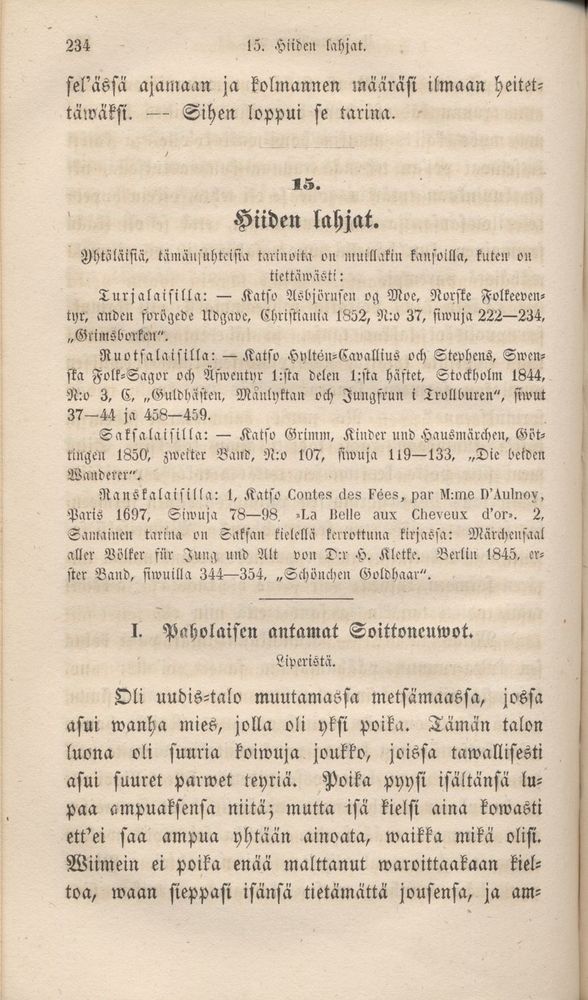 234 15. Hiiden lahjat.
sel'ässä ajamaan ja kolmannen määräsi ilmaan heitet-
täwäksi. — Sihen loppui se tarina.
15.
Hiiden lahjat.
Yhtöläisiä, tämänsuhteisia tarinoita on muillakin kansoilla, kuten on
tiettäwästi:
Turjalaisilla: — Katso Asbjörnsen og Moe, Norske Folkeeven-
tyr, anden forögede Udgave, Christiania 1852, N:o 37, siwuja 222—234,
„Grimsborken“.
Ruotsalaisilla: — Katso Hyltén-Cavallius och Stephens, Swen-
ska Folk-Sagor och Äfwentyr 1:sta delen 1:sta häftet, Stockholm 1844,
N:o 3, C, „Guldhästen, Månlyktan och Jungfrun i Trollburen“, siwut
37—44 ja 458—459.
Saksalaisilla: — Katso Grimm, Kinder und Hausmärchen, Göt-
tingen 1850, zweiter Band, N:o 107, siwuja 119—133, „Die beiden
Wanderer“.
Ranskalaisilla: 1, Katso Contes des Fées, par M:me D'Aulnoy,
Paris 1697, Siwuja 78—98, »La Belle aux Cheveux d'or». 2,
Samainen tarina on Saksan kielellä kerrottuna kirjassa: Märchensaal
aller Völker für Jung und Alt von D:r H. Kletke. Berlin 1845, er-
ster Band, siwuilla 344—354, „Schönchen Goldhaar“.
I. Paholaisen antamat Soittoneuwot.
Liperistä.
Oli uudis-talo muutamassa metsämaassa, jossa
asui wanha mies, jolla oli yksi poika. Tämän talon
luona oli suuria koiwuja joukko, joissa tawallisesti
asui suuret parwet teyriä. Poika pyysi isältänsä lu-
paa ampuaksensa niitä; mutta isä kielsi aina kowasti
ett'ei saa ampua yhtään ainoata, waikka mikä olisi.
Wiimein ei poika enää malttanut waroittaakaan kiel-
toa, waan sieppasi isänsä tietämättä jousensa, ja am-